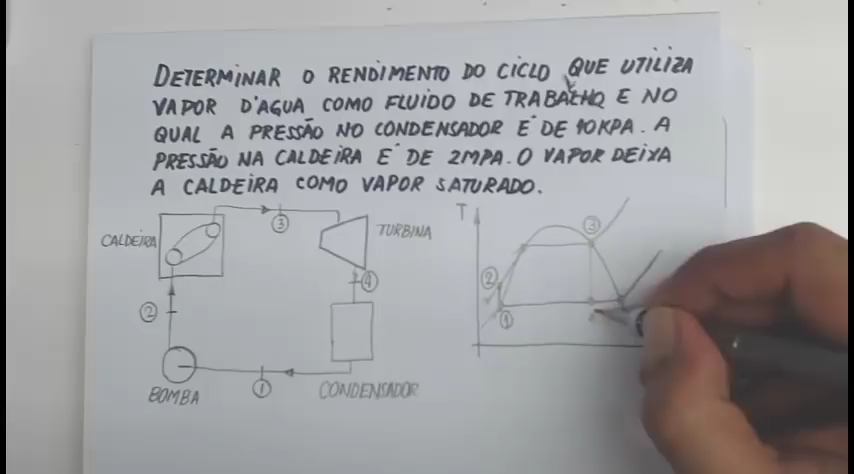 DETERMINAR O RENDIMENTO DO CICLO QUE UTILIZA
VAPOR D'AGUA COMO FLUIDO DE TRABALHO E NO
QUAL A PRESSÃO NO CONDENSADOR E' DE 10KPA. A
PRESSÃO NA CALDEIRA E' DE 2MPA. O VAPOR DEIXA
A CALDEIRA COMO VAPOR SATURADO.
CALDEIRA
3
TURBINA
4
2
1
BOMBA
CONDENSADOR
T
3
2
1